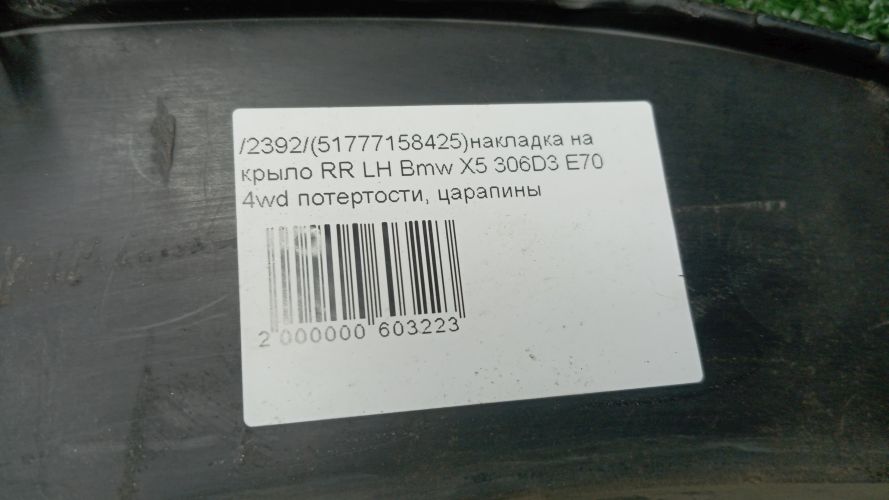 /2392/(51777158425)накладка на
крыло RR LH Bmw X5 306D3 E70
4wd потертости, царапины
2 000000 603223